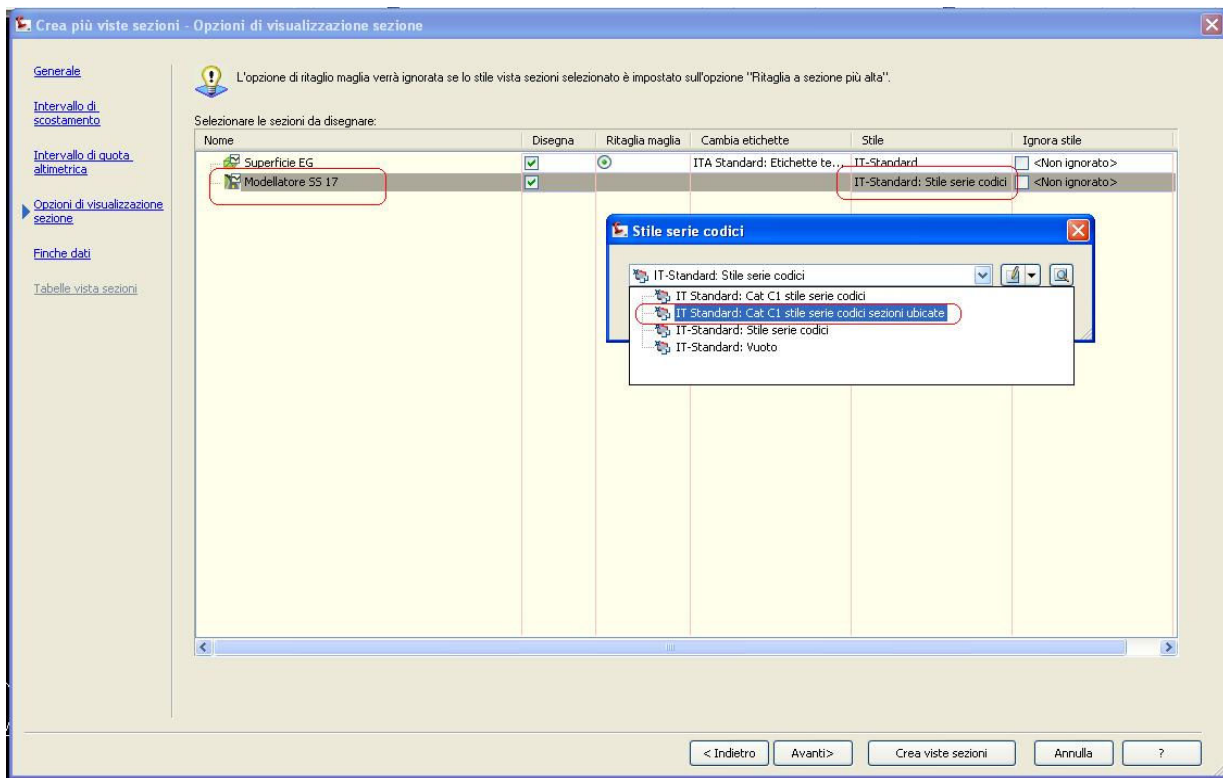 Crea più viste sezioni - Opzioni di visualizzazione sezione
Generale
Intervallo di
scostamento
Intervallo di quota
altimetrica
Opzioni di visualizzazione
sezione
Finche dati
Tabelle vista sezioni
L'opzione di ritaglio maglia verrà ignorata se lo stile vista sezioni selezionato è impostato sull'opzione "Ritaglia a sezione più alta".
Selezionare le sezioni da disegnare:
Nome Disegna Ritaglia maglia Cambia etichette Stile Ignora stile
Superficie EG ITA Standard: Etichette te... IT-Standard <Non ignorato>
Modellatore SS 17 IT-Standard: Stile serie codici <Non ignorato>
Stile serie codici
IT-Standard: Stile serie codici
IT Standard: Cat C1 stile serie codici
IT Standard: Cat C1 stile serie codici sezioni ubicate
IT-Standard: Stile serie codici
IT-Standard: Vuoto
< Indietro Avanti> Crea viste sezioni Annulla ?